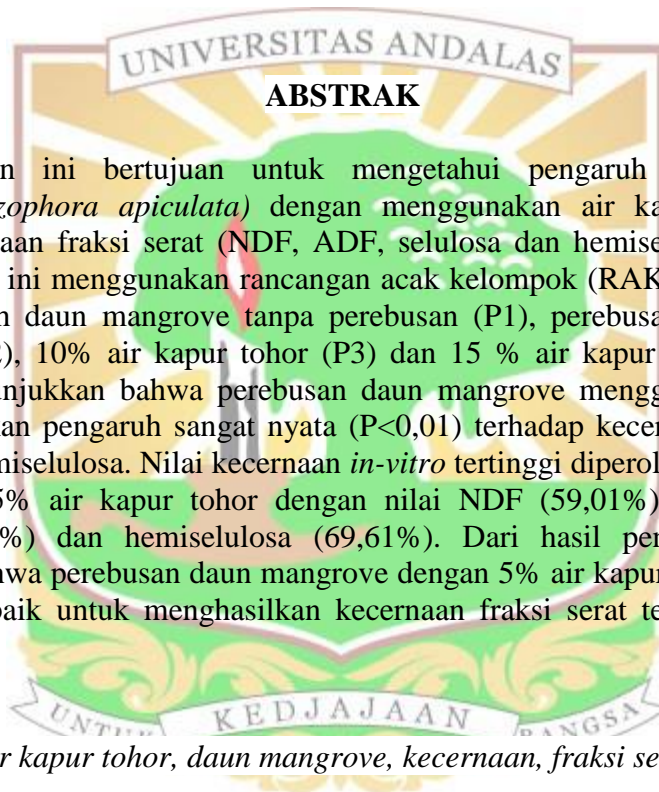 UNIVERSITAS ANDALAS
ABSTRAK
n ini bertujuan untuk mengetahui pengaruh
zophora apiculata) dengan menggunakan air ka
aan fraksi serat (NDF, ADF, selulosa dan hemise
ini menggunakan rancangan acak kelompok (RAK
n daun mangrove tanpa perebusan (P1), perebusa
2), 10% air kapur tohor (P3) dan 15 % air kapur
unjukkan bahwa perebusan daun mangrove mengg
an pengaruh sangat nyata (P<0,01) terhadap kecer
miselulosa. Nilai kecernaan in-vitro tertinggi diperol
5% air kapur tohor dengan nilai NDF (59,01%)
%) dan hemiselulosa (69,61%). Dari hasil per
hwa perebusan daun mangrove dengan 5% air kapur
baik untuk menghasilkan kecernaan fraksi serat te
UNTUK KEDJAJAAN BANGSA
r kapur tohor, daun mangrove, kecernaan, fraksi se